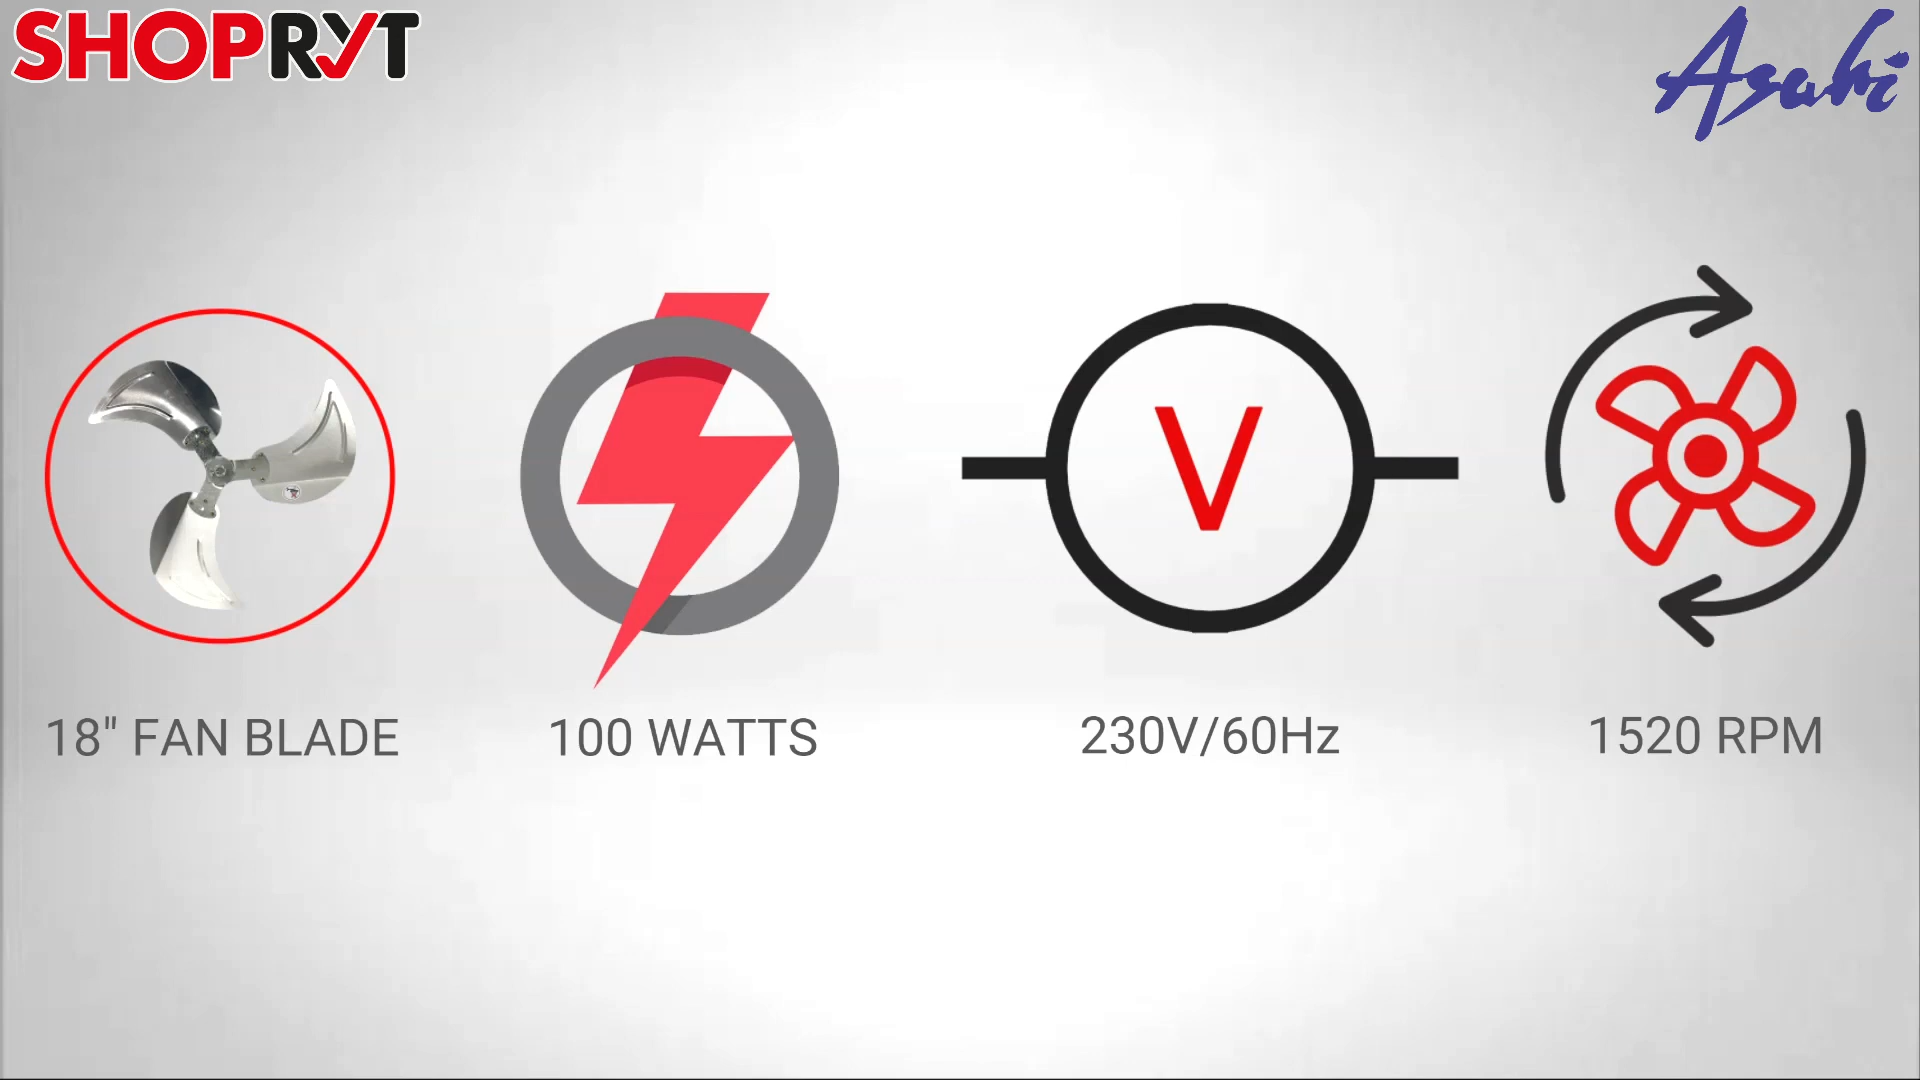 SHOPRYT
Asahi
V
18" FAN BLADE
100 WATTS
230V/60Hz
1520 RPM